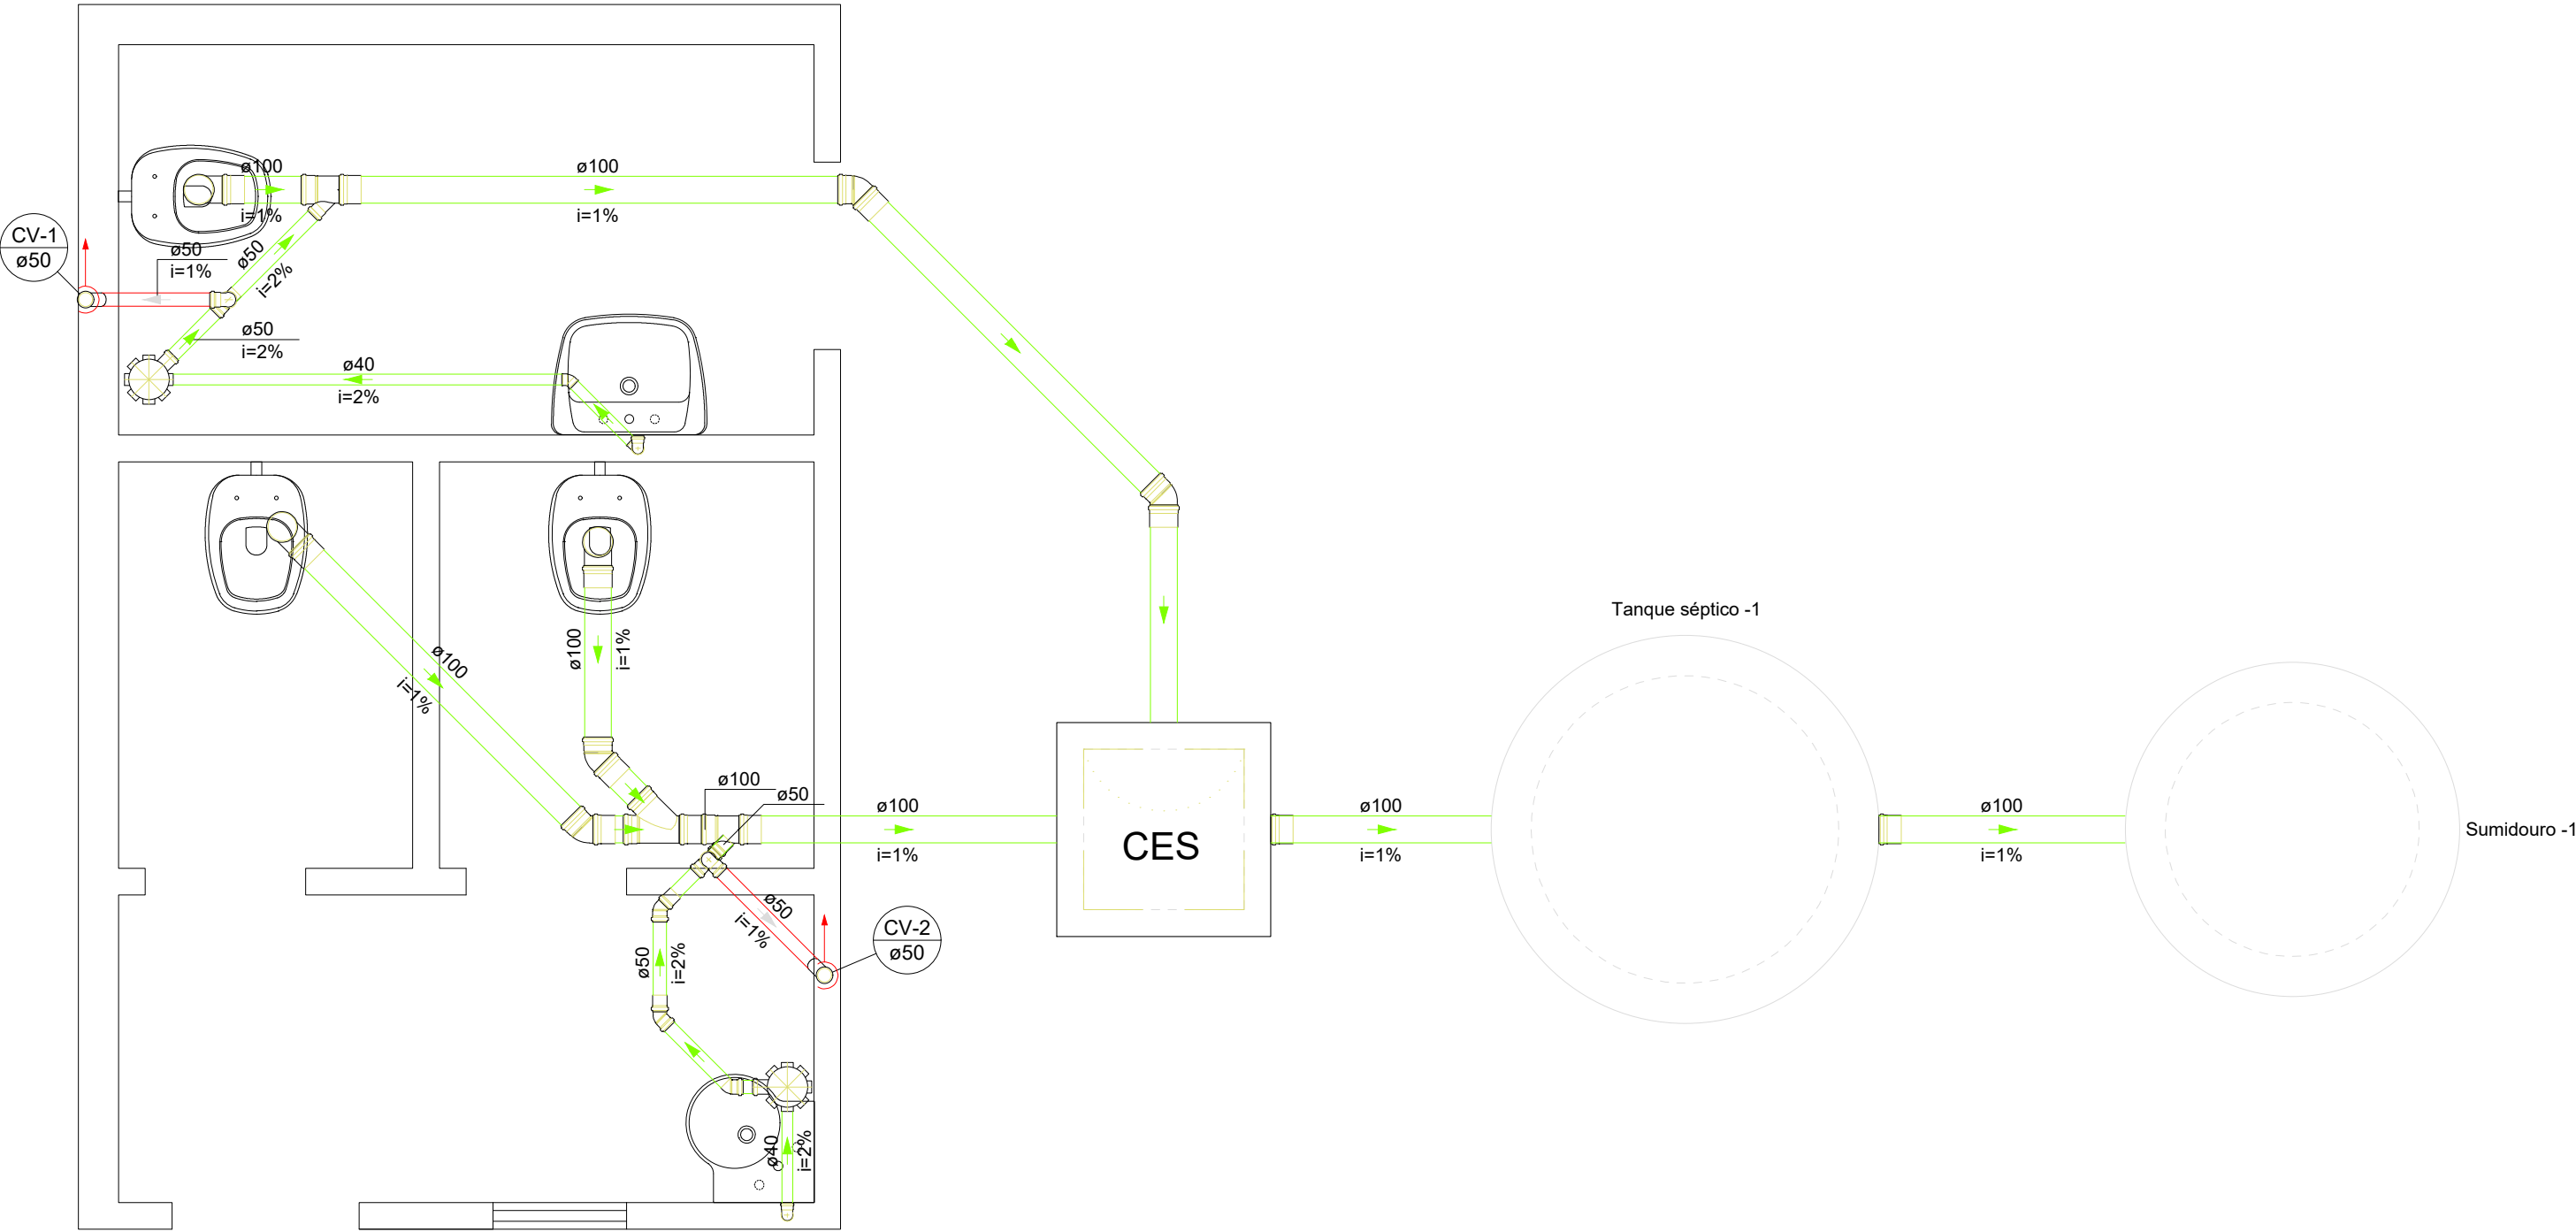 ø100
i=1%
ø100
i=1%
CV-1
ø50
ø50
i=1%
ø50
i=2%
ø50
i=2%
ø40
i=2%
ø100
i=1%
ø100
i=1%
ø100
ø50
ø100
i=1%
CES
ø100
i=1%
Tanque séptico -1
ø100
i=1%
Sumidouro -1
ø50
i=1%
CV-2
ø50
ø50
i=2%
ø40
i=2%